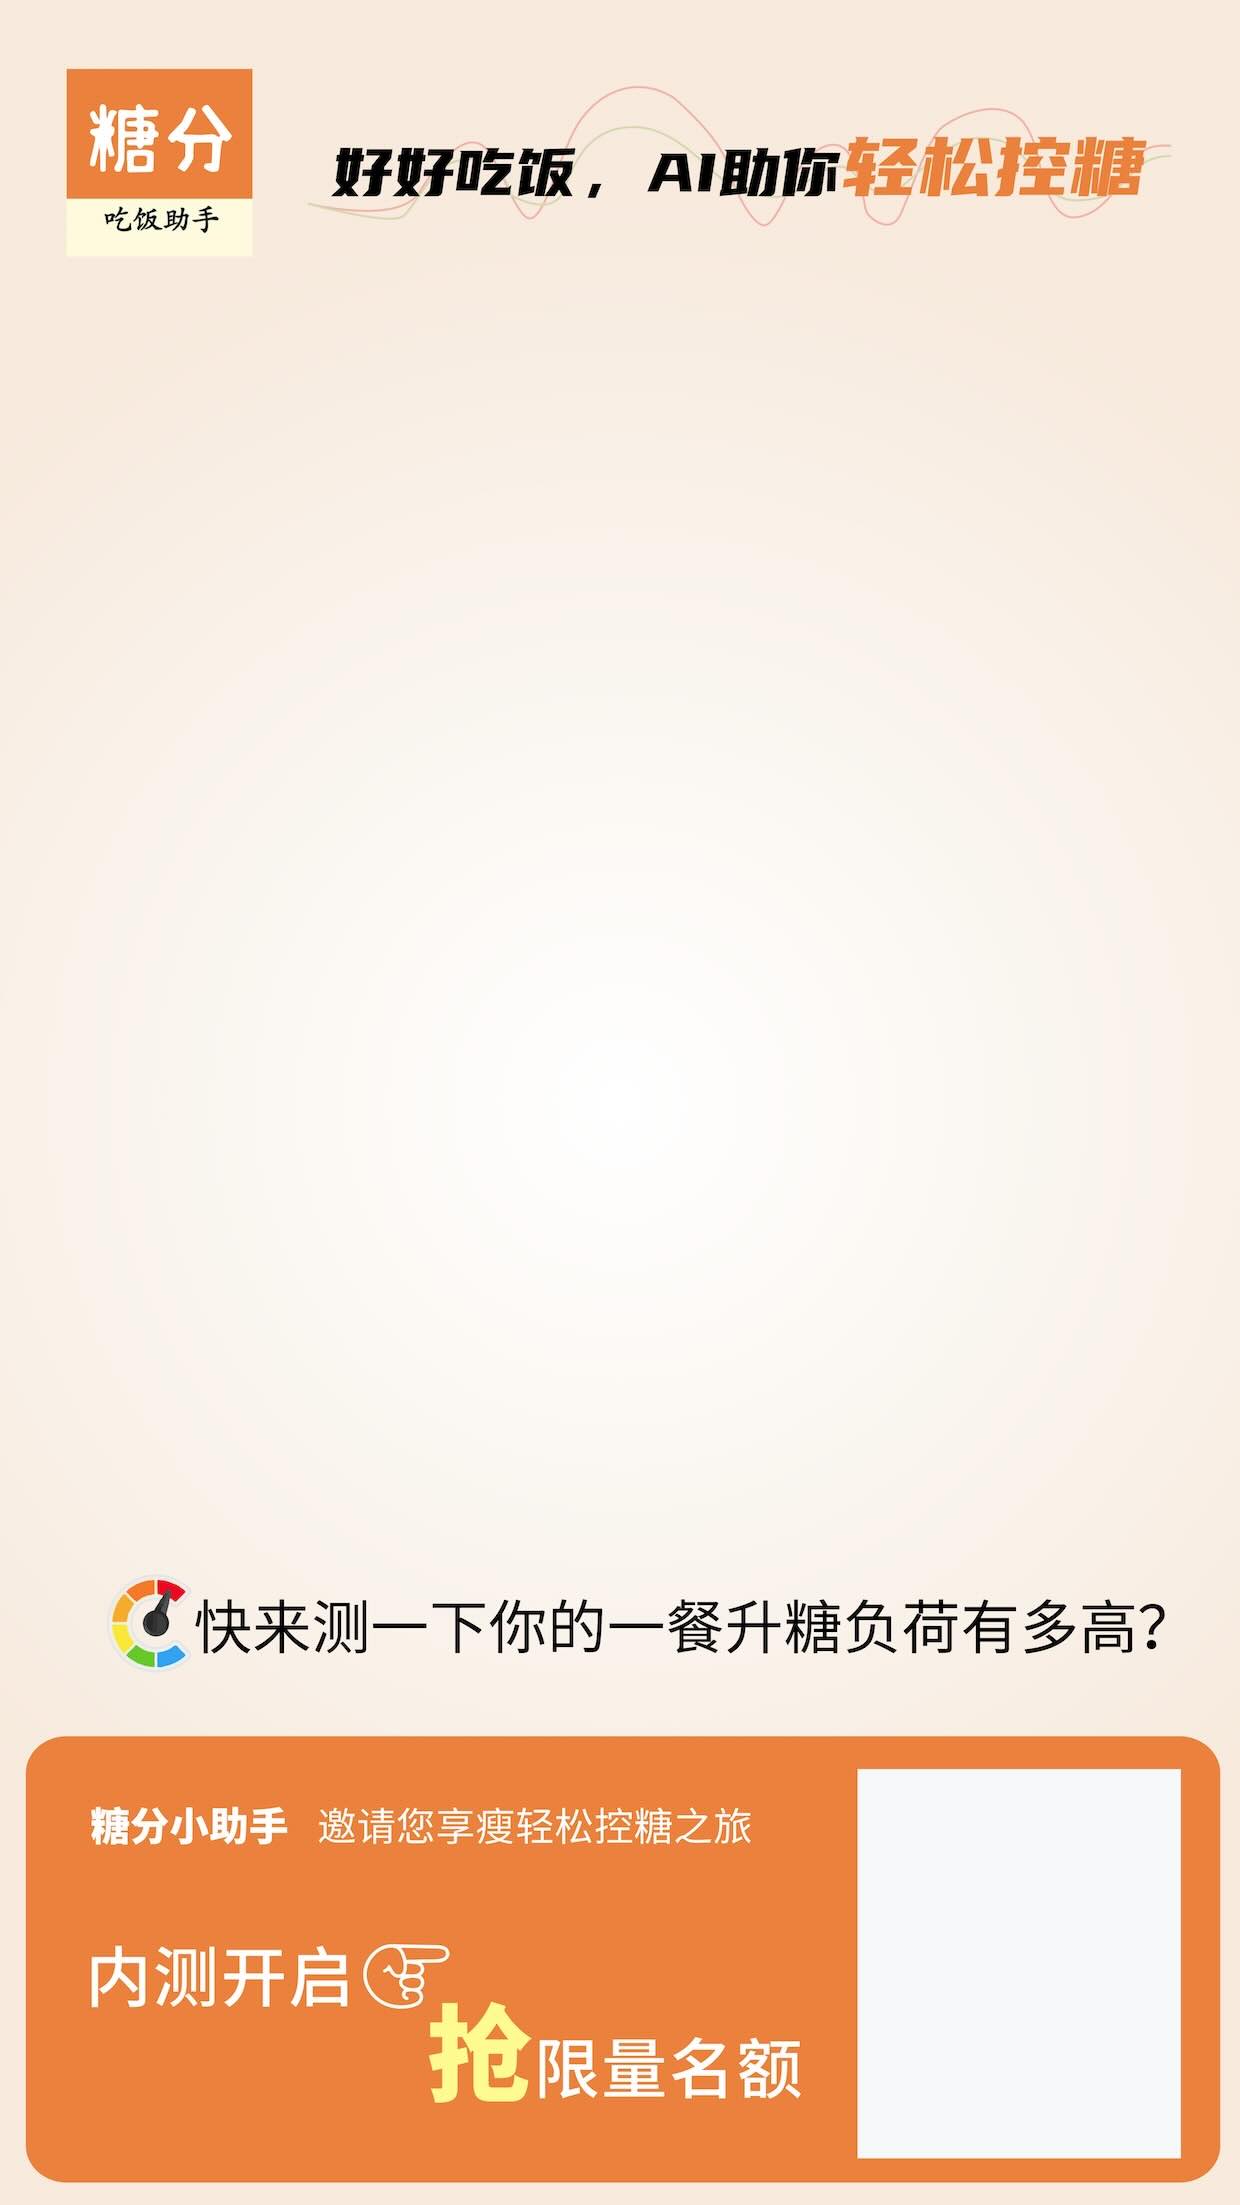 糖分
吃饭助手
好好吃饭，AI助你轻松控糖
快来测一下你的一餐升糖负荷有多高？
糖分小助手 邀请您享瘦轻松控糖之旅
内测开启
抢限量名额